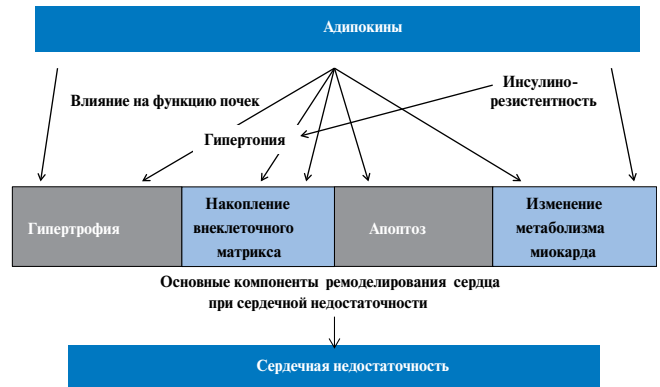 Адипокины
Влияние на функцию почек
Инсулино-
резистентность
Гипертония
Гипертрофия
Накопление
внеклеточного
матрикса
Апоптоз
Изменение
метаболизма
миокарда
Основные компоненты ремоделирования сердца
при сердечной недостаточности
Сердечная недостаточность